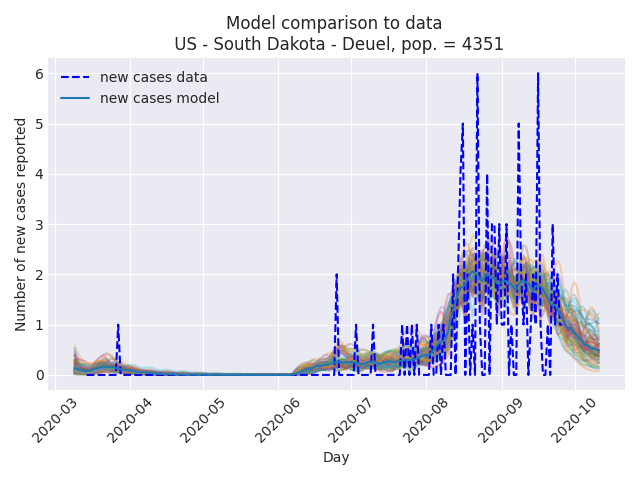 Model comparison to data
US - South Dakota - Deuel, pop. = 4351
new cases data
new cases model
Number of new cases reported
6
5
4
3
2
1
0
2020-03
2020-04
2020-05
2020-06
2020-07
2020-08
2020-09
2020-10
Day